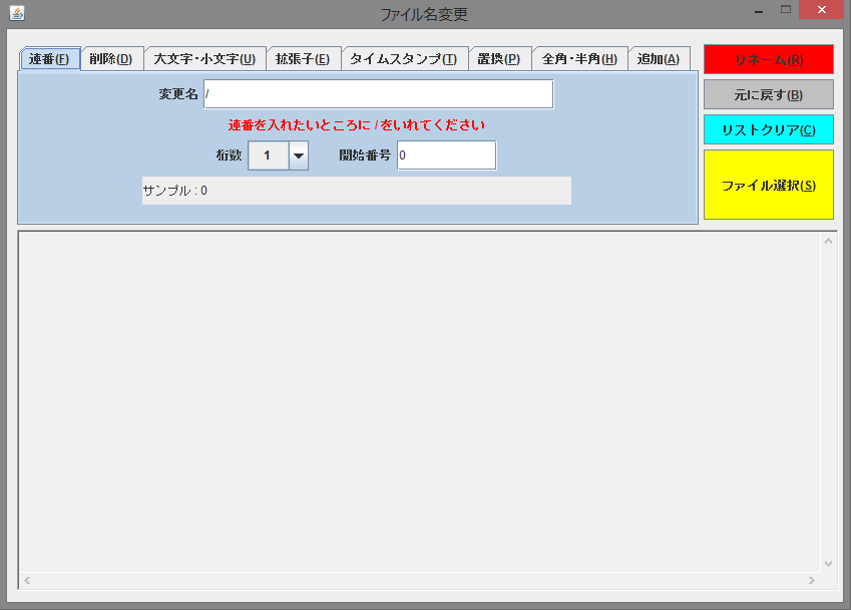 ファイル名変更
連番(F) 削除(D) 大文字・小文字(U) 拡張子(E) タイムスタンプ(T) 置換(P) 全角・半角(H) 追加(A)
リネーム(R)
元に戻す(B)
リストクリア(C)
ファイル選択(S)
変更名 /
連番を入れたいところに / をいれてください
桁数 1 開始番号 0
サンプル : 0